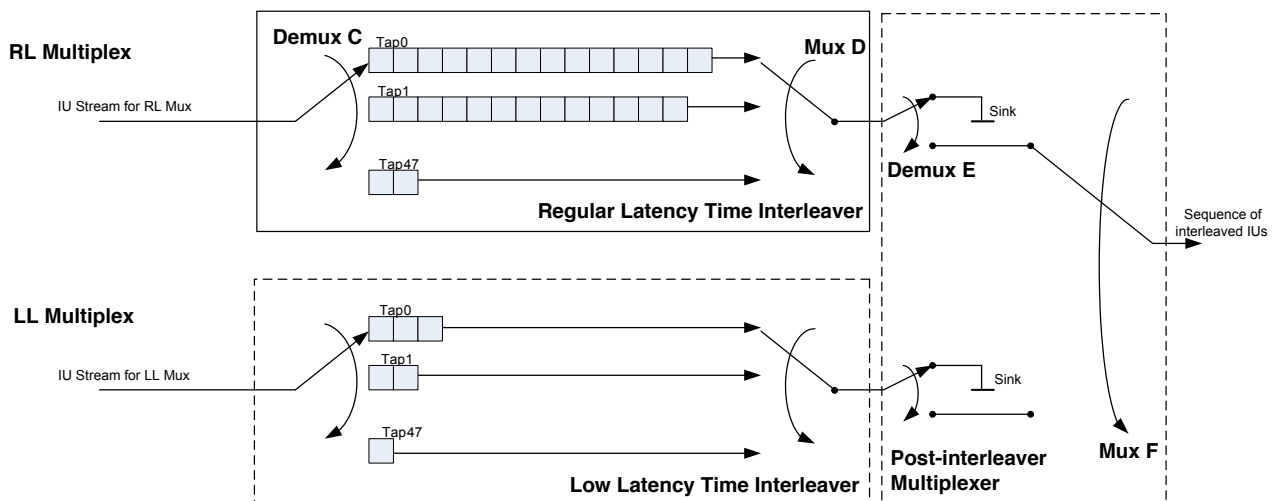 RL Multiplex
IU Stream for RL Mux
Demux C
Tap0
Tap1
Tap47
Mux D
Regular Latency Time Interleaver
Sink
Demux E
Sequence of
interleaved IUs
LL Multiplex
IU Stream for LL Mux
Tap0
Tap1
Tap47
Low Latency Time Interleaver
Sink
Post-interleaver
Multiplexer
Mux F